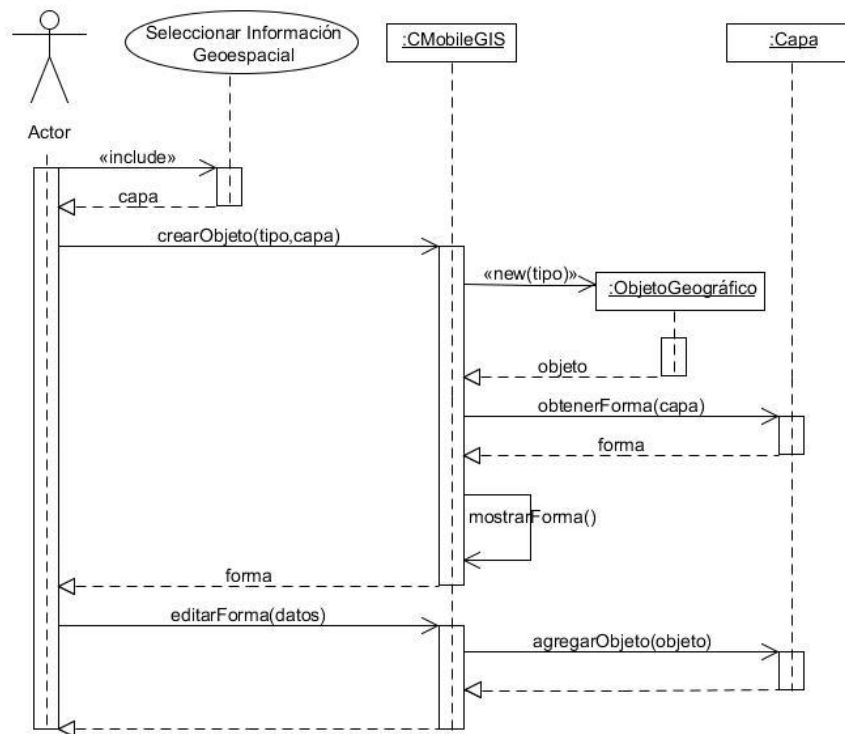 Seleccionar Información
Geoespacial
:CMobileGIS
:Capa
Actor
«include»
capa
crearObjeto(tipo,capa)
«new(tipo)»
:ObjetoGeográfico
objeto
obtenerForma(capa)
forma
mostrarForma()
forma
editarForma(datos)
agregarObjeto(objeto)